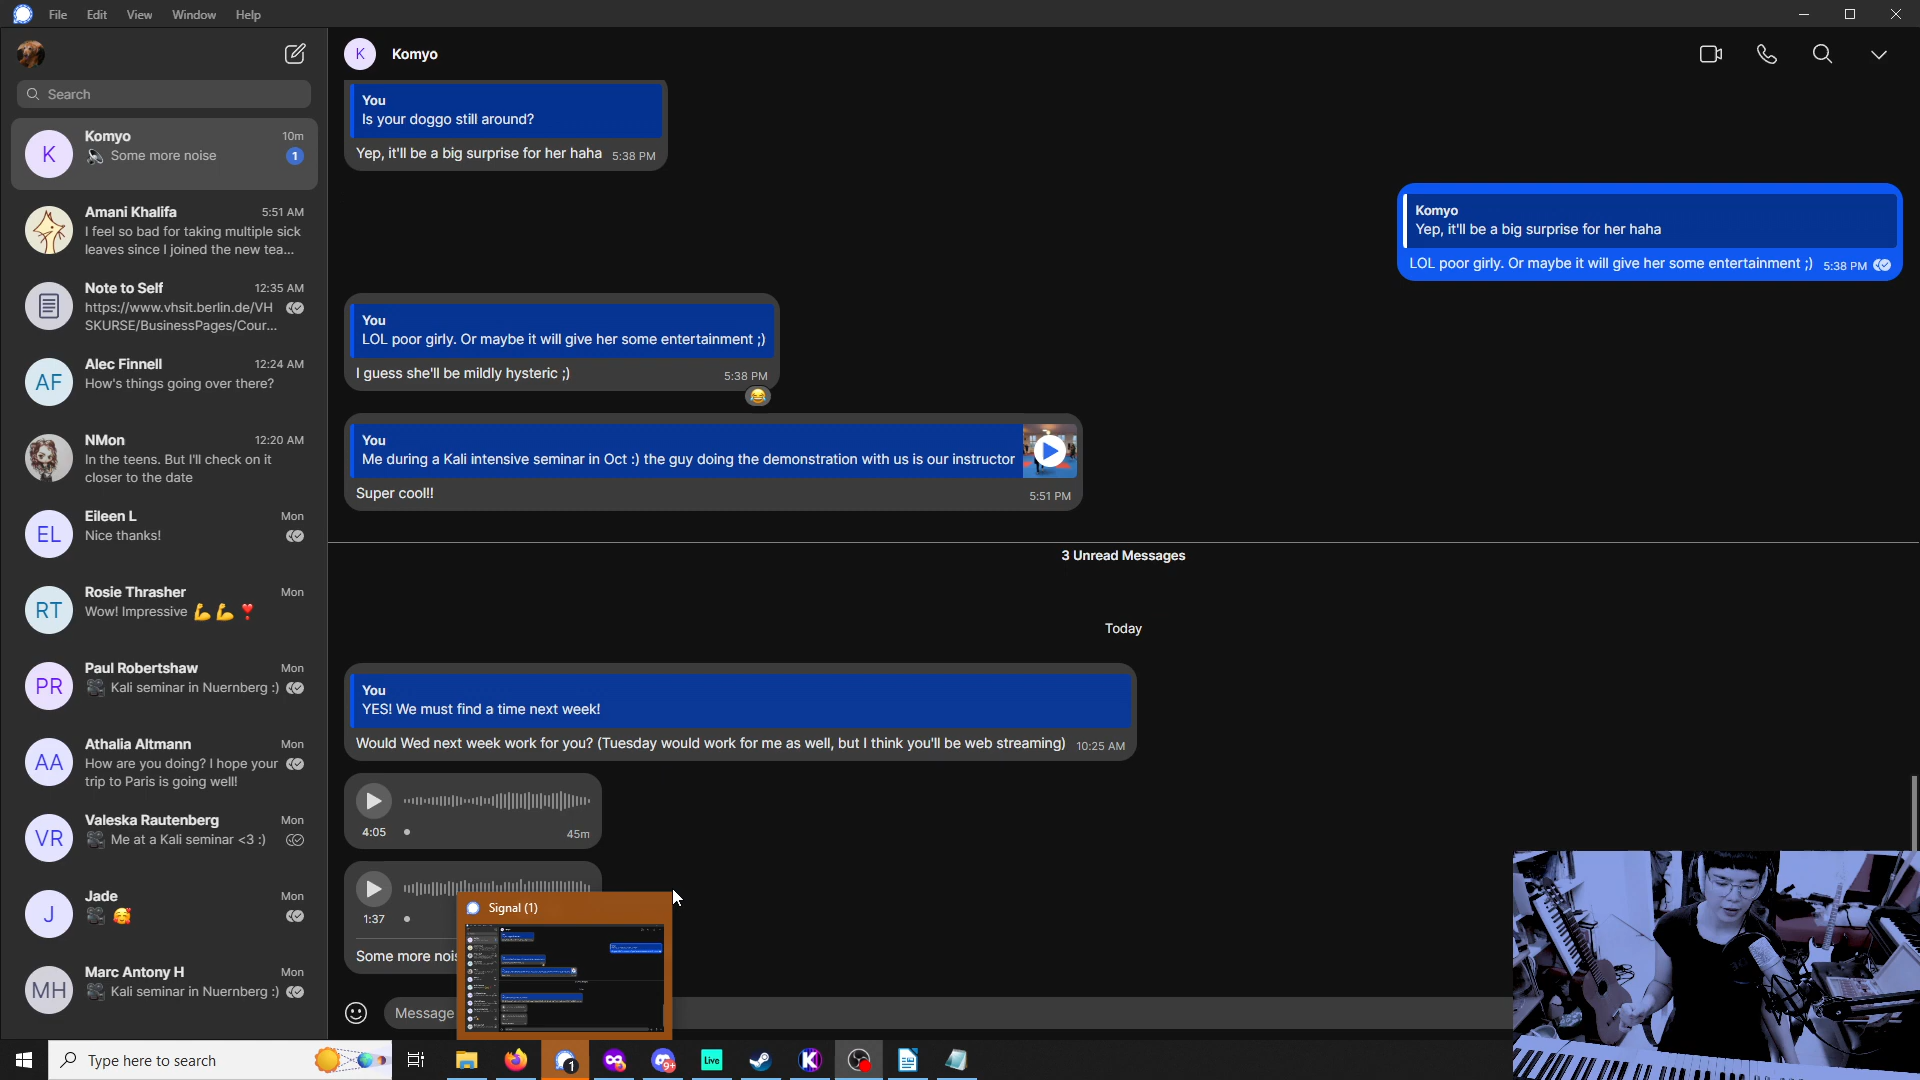 File Edit View Window Help
Search
Komyo 10m
Some more noise 1
Amani Khalifa 5:51 AM
I feel so bad for taking multiple sick
leaves since I joined the new tea...
Note to Self 12:35 AM
https://www.vhsit.berlin.de/VH
SKURSE/BusinessPages/Cour...
AF Alec Finnell 12:24 AM
How's things going over there?
NMon 12:20 AM
In the teens. But I'll check on it
closer to the date
EL Eileen L Mon
Nice thanks!
RT Rosie Thrasher Mon
Wow! Impressive 💪 💪 ❣️
PR Paul Robertshaw Mon
🎥 Kali seminar in Nuernberg :)
AA Athalia Altmann Mon
How are you doing? I hope your
trip to Paris is going well!
VR Valeska Rautenberg Mon
🎥 Me at a Kali seminar <3 :)
J Jade Mon
🎥 🥰
MH Marc Antony H Mon
🎥 Kali seminar in Nuernberg :)
K Komyo
You
Is your doggo still around?
Yep, it'll be a big surprise for her haha 5:38 PM
Komyo
Yep, it'll be a big surprise for her haha
LOL poor girly. Or maybe it will give her some entertainment ;) 5:38 PM
You
LOL poor girly. Or maybe it will give her some entertainment ;)
I guess she'll be mildly hysteric ;) 5:38 PM
😂
You
Me during a Kali intensive seminar in Oct :) the guy doing the demonstration with us is our instructor
Super cool!! 5:51 PM
3 Unread Messages
Today
You
YES! We must find a time next week!
Would Wed next week work for you? (Tuesday would work for me as well, but I think you'll be web streaming) 10:25 AM
4:05 45m
1:37
Some more noi
Signal (1)
Message
Type here to search
1 9+ Live K